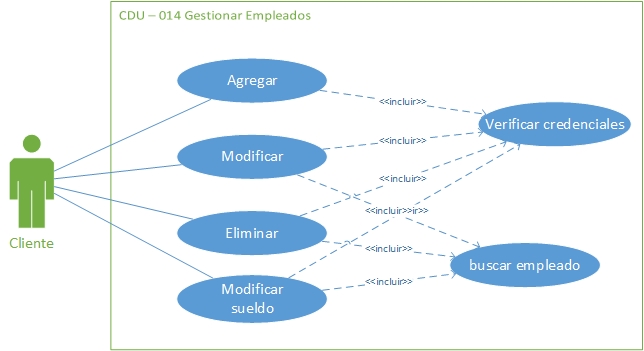 CDU – 014 Gestionar Empleados
Agregar
<<incluir>>
Verificar credenciales
Modificar
<<incluir>>
<<incluir>>
<<incluir>>ir>>
Eliminar
Cliente
<<incluir>>
buscar empleado
Modificar
sueldo
<<incluir>>